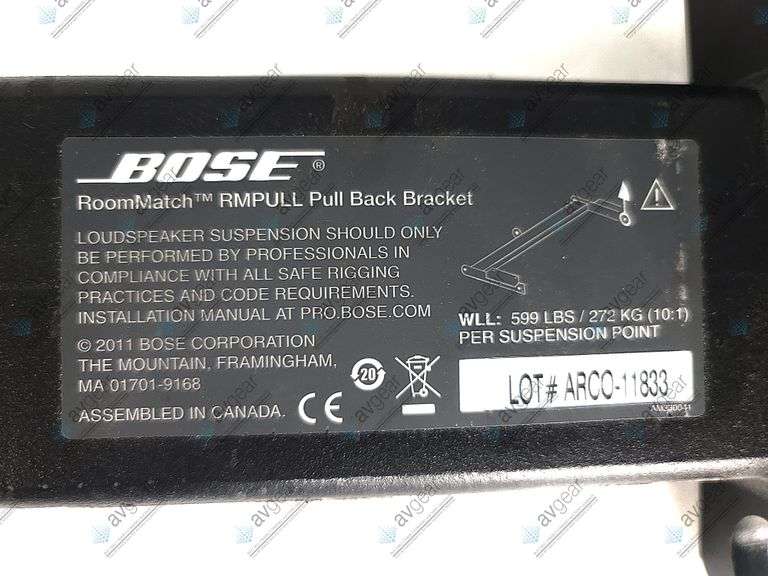 BOSE®
RoomMatch™ RMPULL Pull Back Bracket
LOUDSPEAKER SUSPENSION SHOULD ONLY
BE PERFORMED BY PROFESSIONALS IN
COMPLIANCE WITH ALL SAFE RIGGING
PRACTICES AND CODE REQUIREMENTS.
INSTALLATION MANUAL AT PRO.BOSE.COM
© 2011 BOSE CORPORATION
THE MOUNTAIN, FRAMINGHAM,
MA 01701-9168
ASSEMBLED IN CANADA.
CE
20
WLL: 599 LBS / 272 KG (10:1)
PER SUSPENSION POINT
LOT # ARCO-11833
avgear